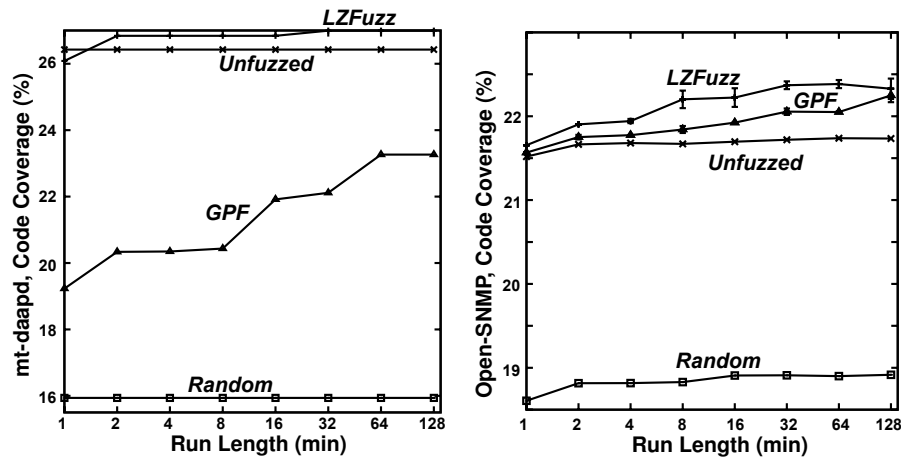 mt-daapd, Code Coverage (%)
26
24
22
20
18
16
LZFuzz
Unfuzzed
GPF
Random
1 2 4 8 16 32 64 128
Run Length (min)
Open-SNMP, Code Coverage (%)
22
21
20
19
18
LZFuzz
GPF
Unfuzzed
Random
1 2 4 8 16 32 64 128
Run Length (min)